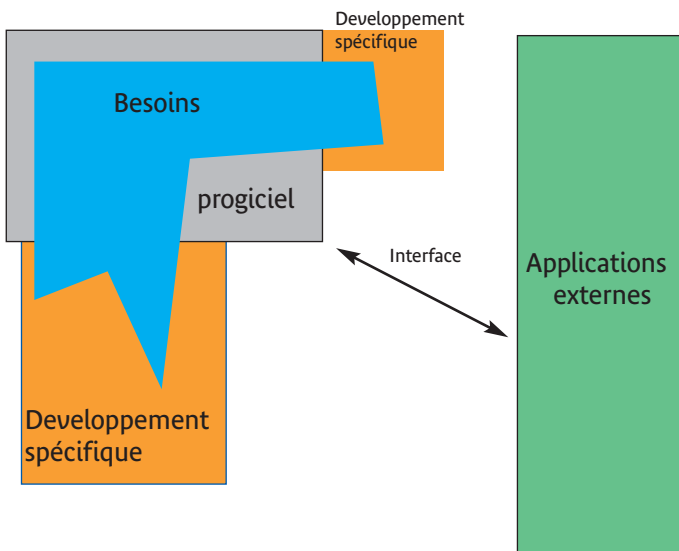 Developpement
spécifique
Besoins
progiciel
Interface
Applications
externes
Developpement
spécifique